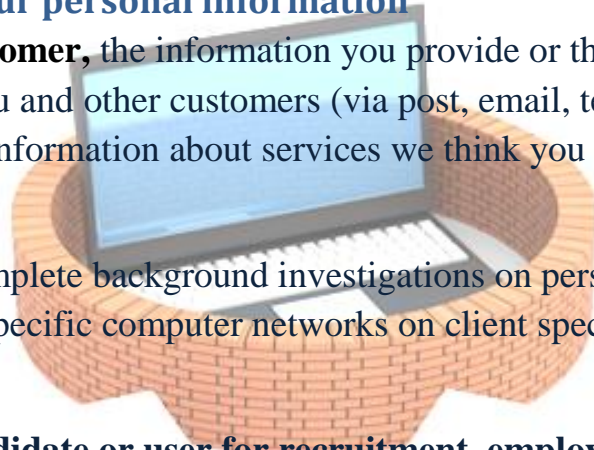 ur personal information
omer, the information you provide or th
u and other customers (via post, email, te
nformation about services we think you
nplete background investigations on pers
pecific computer networks on client spec
didate or user for recruitment, employ